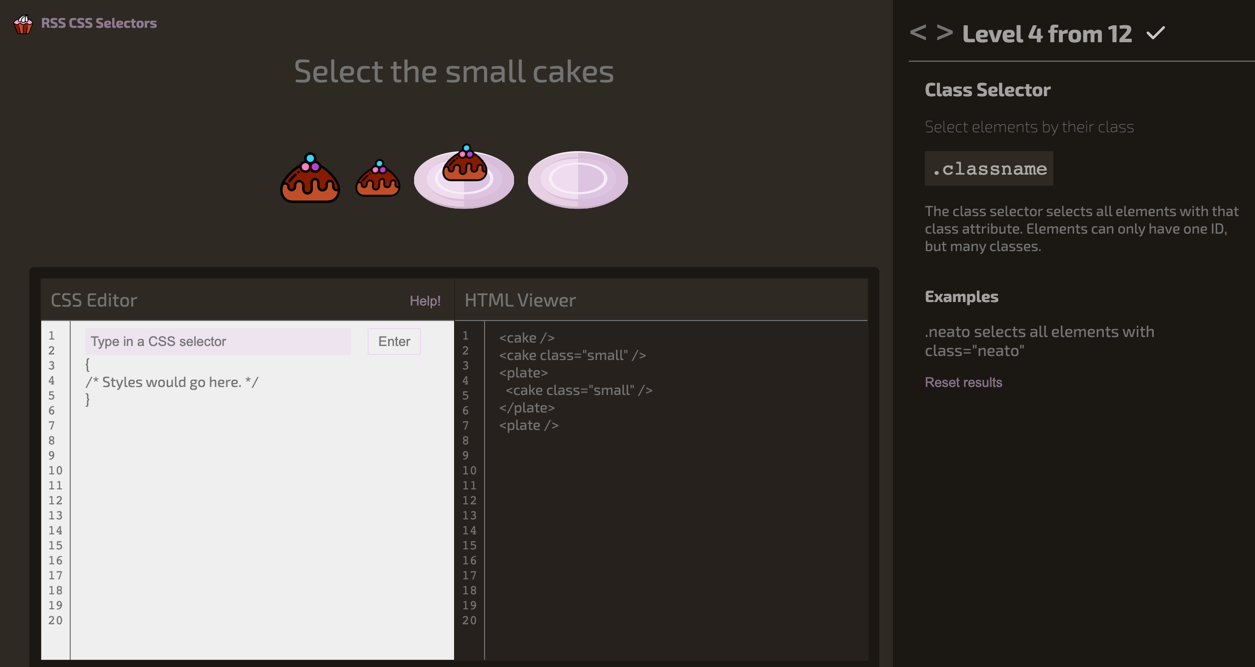 RSS CSS Selectors
Select the small cakes
CSS Editor
Help!
1
2
3
4
5
6
7
8
9
10
11
12
13
14
15
16
17
18
19
20
Type in a CSS selector
Enter
{
/* Styles would go here. */
}
HTML Viewer
1
2
3
4
5
6
7
8
9
10
11
12
13
14
15
16
17
18
19
20
<cake />
<cake class="small" />
<plate>
<cake class="small" />
</plate>
<plate />
< > Level 4 from 12 ✓
Class Selector
Select elements by their class
.classname
The class selector selects all elements with that
class attribute. Elements can only have one ID,
but many classes.
Examples
.neato selects all elements with
class="neato"
Reset results